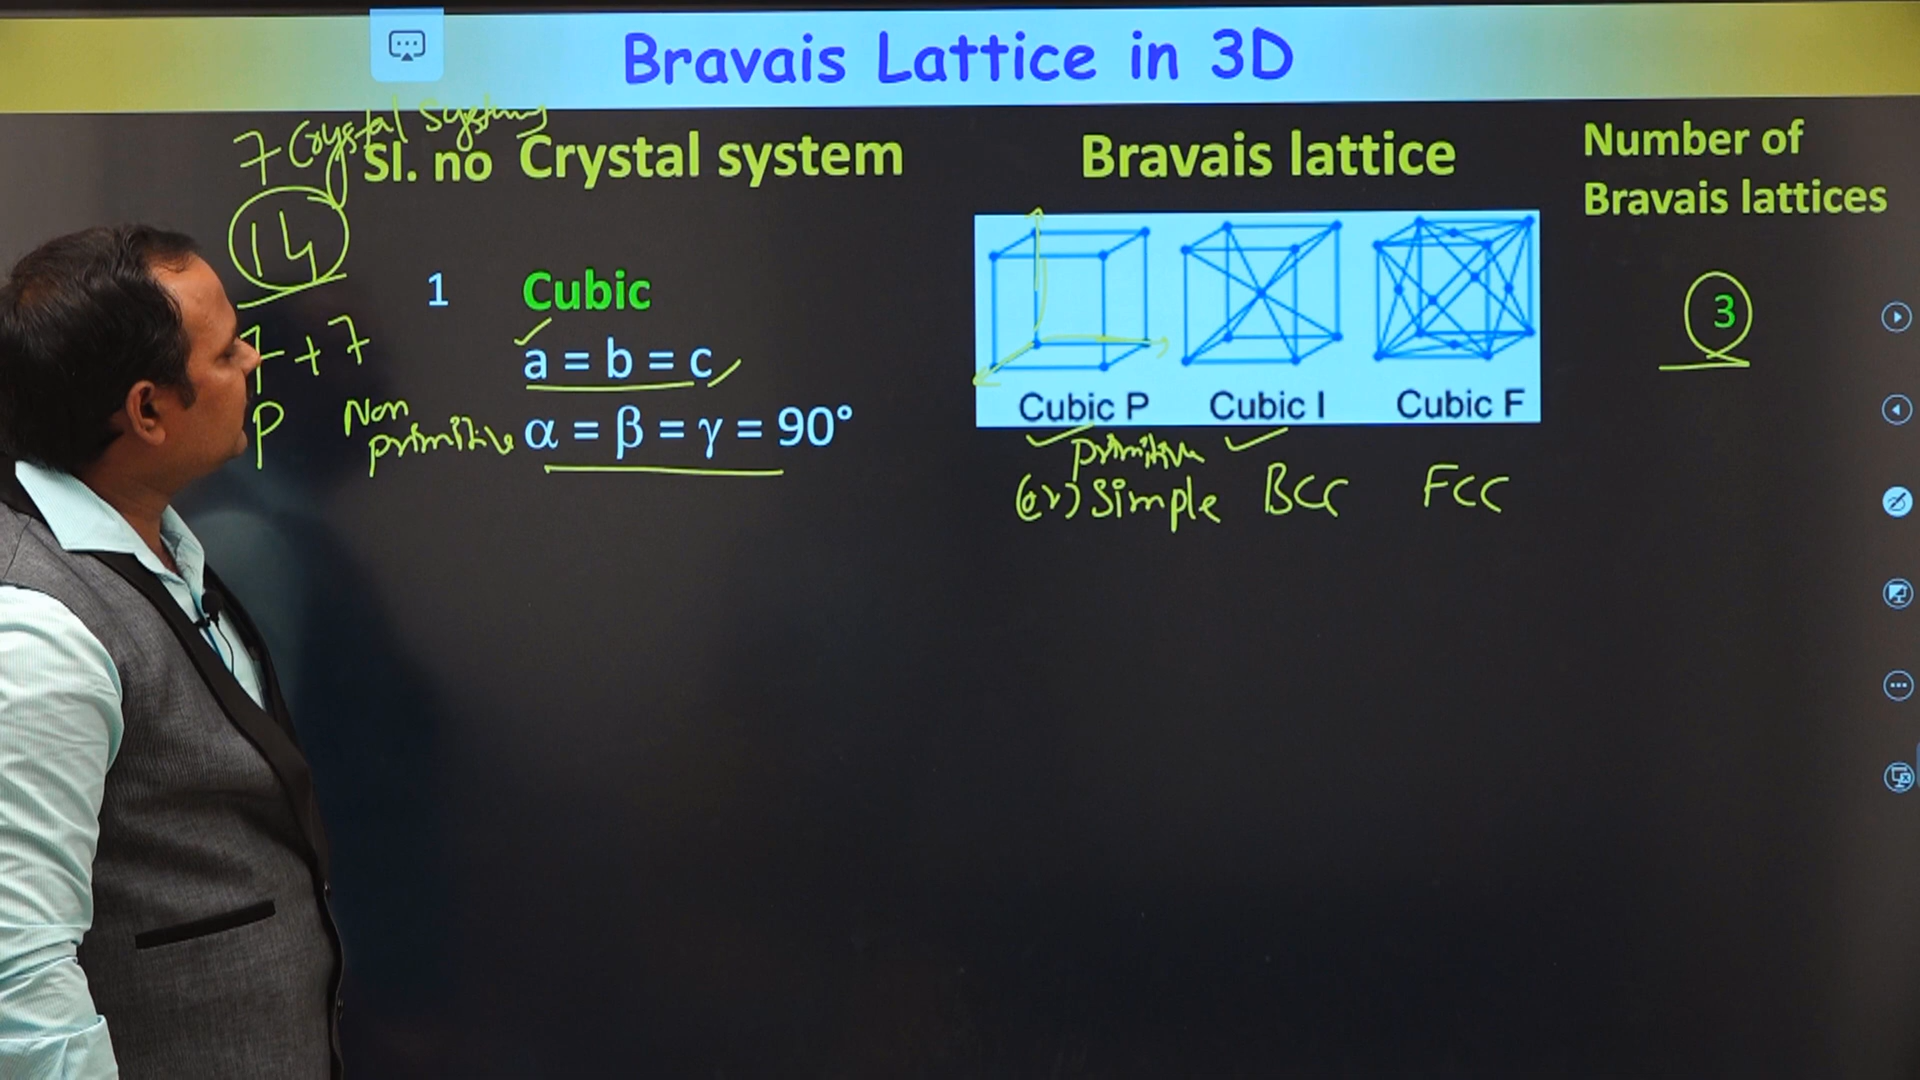 Bravais Lattice in 3D
7 Crystal Systems
Sl. no Crystal system Bravais lattice Number of Bravais lattices
14
1 Cubic 3
7 + 7
a = b = c
P Non primitive
α = β = γ = 90°
Cubic P Cubic I Cubic F
primitive
(or) Simple BCC FCC